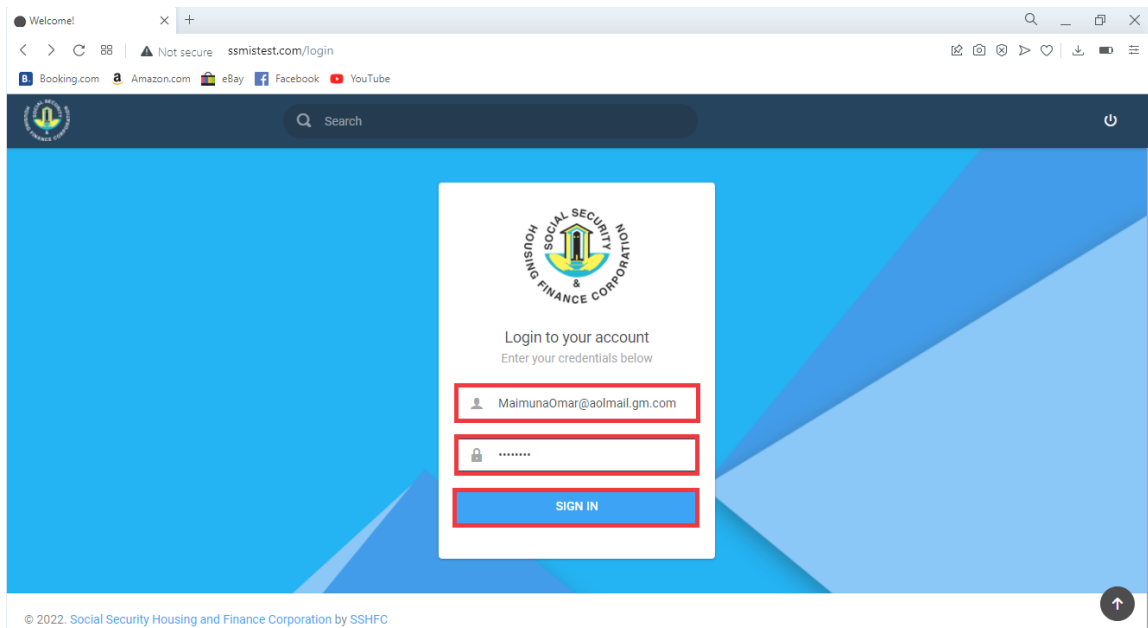 Welcome!
Not secure ssmistest.com/login
B. Booking.com a Amazon.com eBay f Facebook YouTube
Search
SOCIAL SECURITY
HOUSING FINANCE CORPORATION
&
Login to your account
Enter your credentials below
MaimunaOmar@aolmail.gm.com
••••••••
SIGN IN
© 2022. Social Security Housing and Finance Corporation by SSHFC